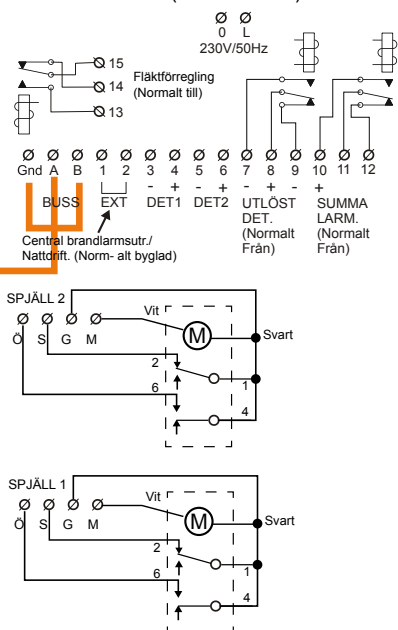 0 L
230V/50Hz
15
14
13
Fläktförregling
(Normalt till)
Gnd A B 1 2 3 4 5 6 7 8 9 10 11 12
- + - + - + - +
BUSS EXT DET1 DET2 UTLÖST SUMMA
DET. LARM.
(Normalt (Normalt
Från) Från)
Central brandlarmsutr./
Nattdrift. (Norm- alt byglad)
SPJÄLL 2
Ö S G M
Vit
M
Svart
2
1
6
4
SPJÄLL 1
Ö S G M
Vit
M
Svart
2
1
6
4